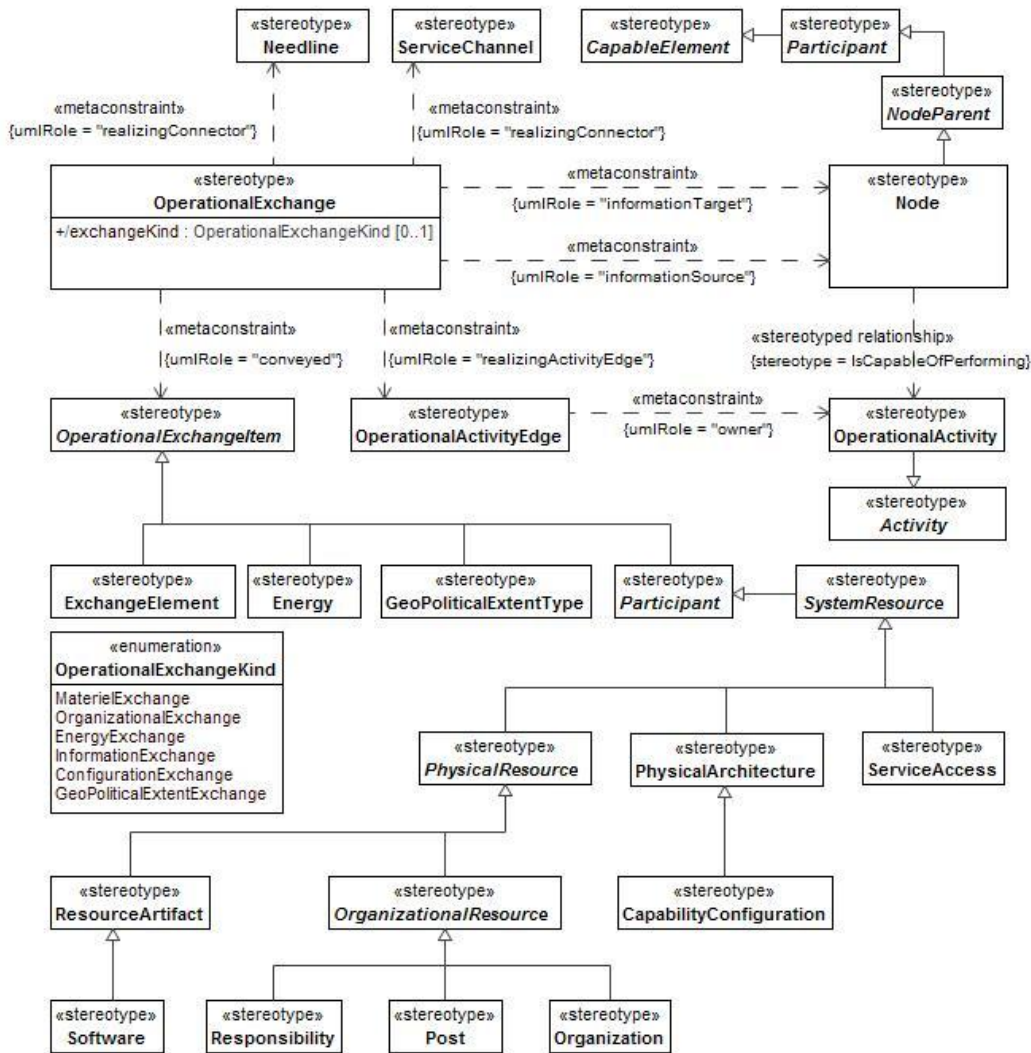 «stereotype»
Needline
«stereotype»
ServiceChannel
«stereotype»
CapableElement
«stereotype»
Participant
«stereotype»
NodeParent
«metaconstraint»
{umlRole = "realizingConnector"}
«metaconstraint»
{umlRole = "realizingConnector"}
«stereotype»
OperationalExchange
+/exchangeKind : OperationalExchangeKind [0..1]
«metaconstraint»
{umlRole = "informationTarget"}
«metaconstraint»
{umlRole = "informationSource"}
«stereotype»
Node
«metaconstraint»
{umlRole = "conveyed"}
«metaconstraint»
{umlRole = "realizingActivityEdge"}
«stereotyped relationship»
{stereotype = IsCapableOfPerforming}
«stereotype»
OperationalExchangeItem
«stereotype»
OperationalActivityEdge
«metaconstraint»
{umlRole = "owner"}
«stereotype»
OperationalActivity
«stereotype»
Activity
«stereotype»
ExchangeElement
«stereotype»
Energy
«stereotype»
GeoPoliticalExtentType
«stereotype»
Participant
«stereotype»
SystemResource
«enumeration»
OperationalExchangeKind
MaterielExchange
OrganizationalExchange
EnergyExchange
InformationExchange
ConfigurationExchange
GeoPoliticalExtentExchange
«stereotype»
PhysicalResource
«stereotype»
PhysicalArchitecture
«stereotype»
ServiceAccess
«stereotype»
ResourceArtifact
«stereotype»
OrganizationalResource
«stereotype»
CapabilityConfiguration
«stereotype»
Software
«stereotype»
Responsibility
«stereotype»
Post
«stereotype»
Organization